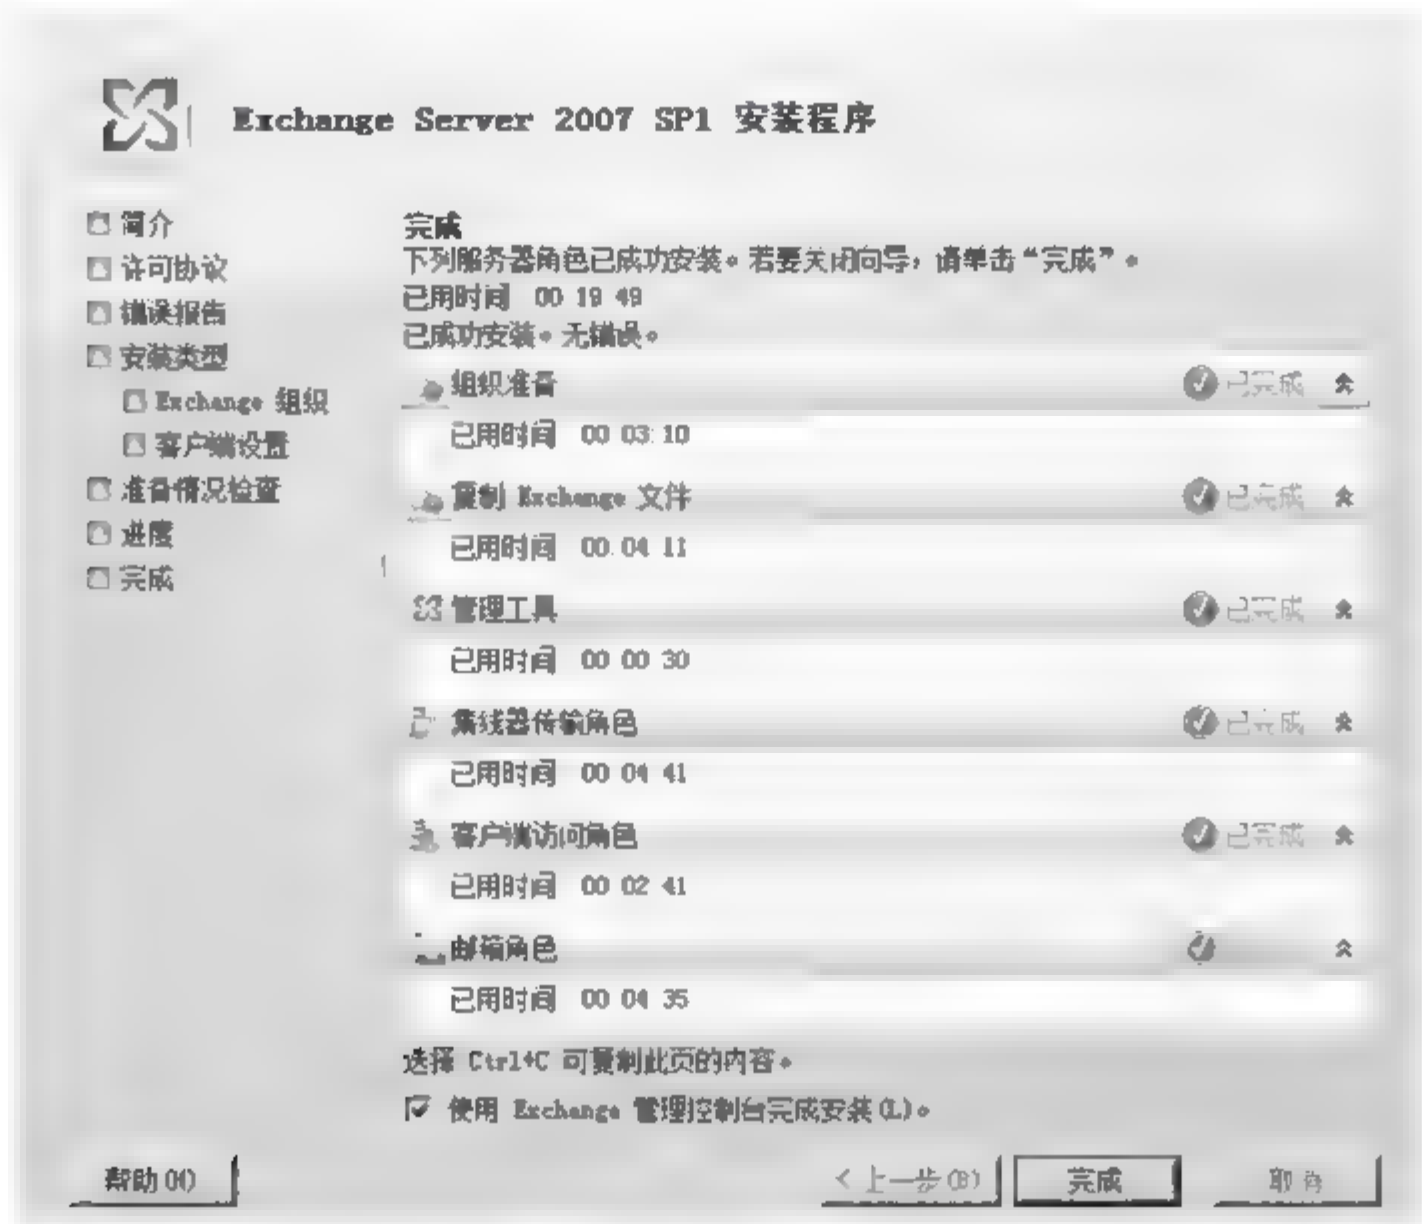 Exchange Server 2007 SP1 安装程序
简介
许可协议
错误报告
安装类型
Exchange 组织
客户端设置
准备情况检查
进度
完成
完成
下列服务器角色已成功安装。若要关闭向导，请单击“完成”。
已用时间 00 19 49
已成功安装。无错误。
组织准备 已完成
已用时间 00 03:10
复制 Exchange 文件 已完成
已用时间 00:04 11
管理工具 已完成
已用时间 00 00 30
集线器传输角色 已完成
已用时间 00 04 41
客户端访问角色 已完成
已用时间 00 02 41
邮箱角色
已用时间 00 04 35
选择 Ctrl+C 可复制此页的内容。
使用 Exchange 管理控制台完成安装(L)。
帮助(H) <上一步(B) 完成 取消